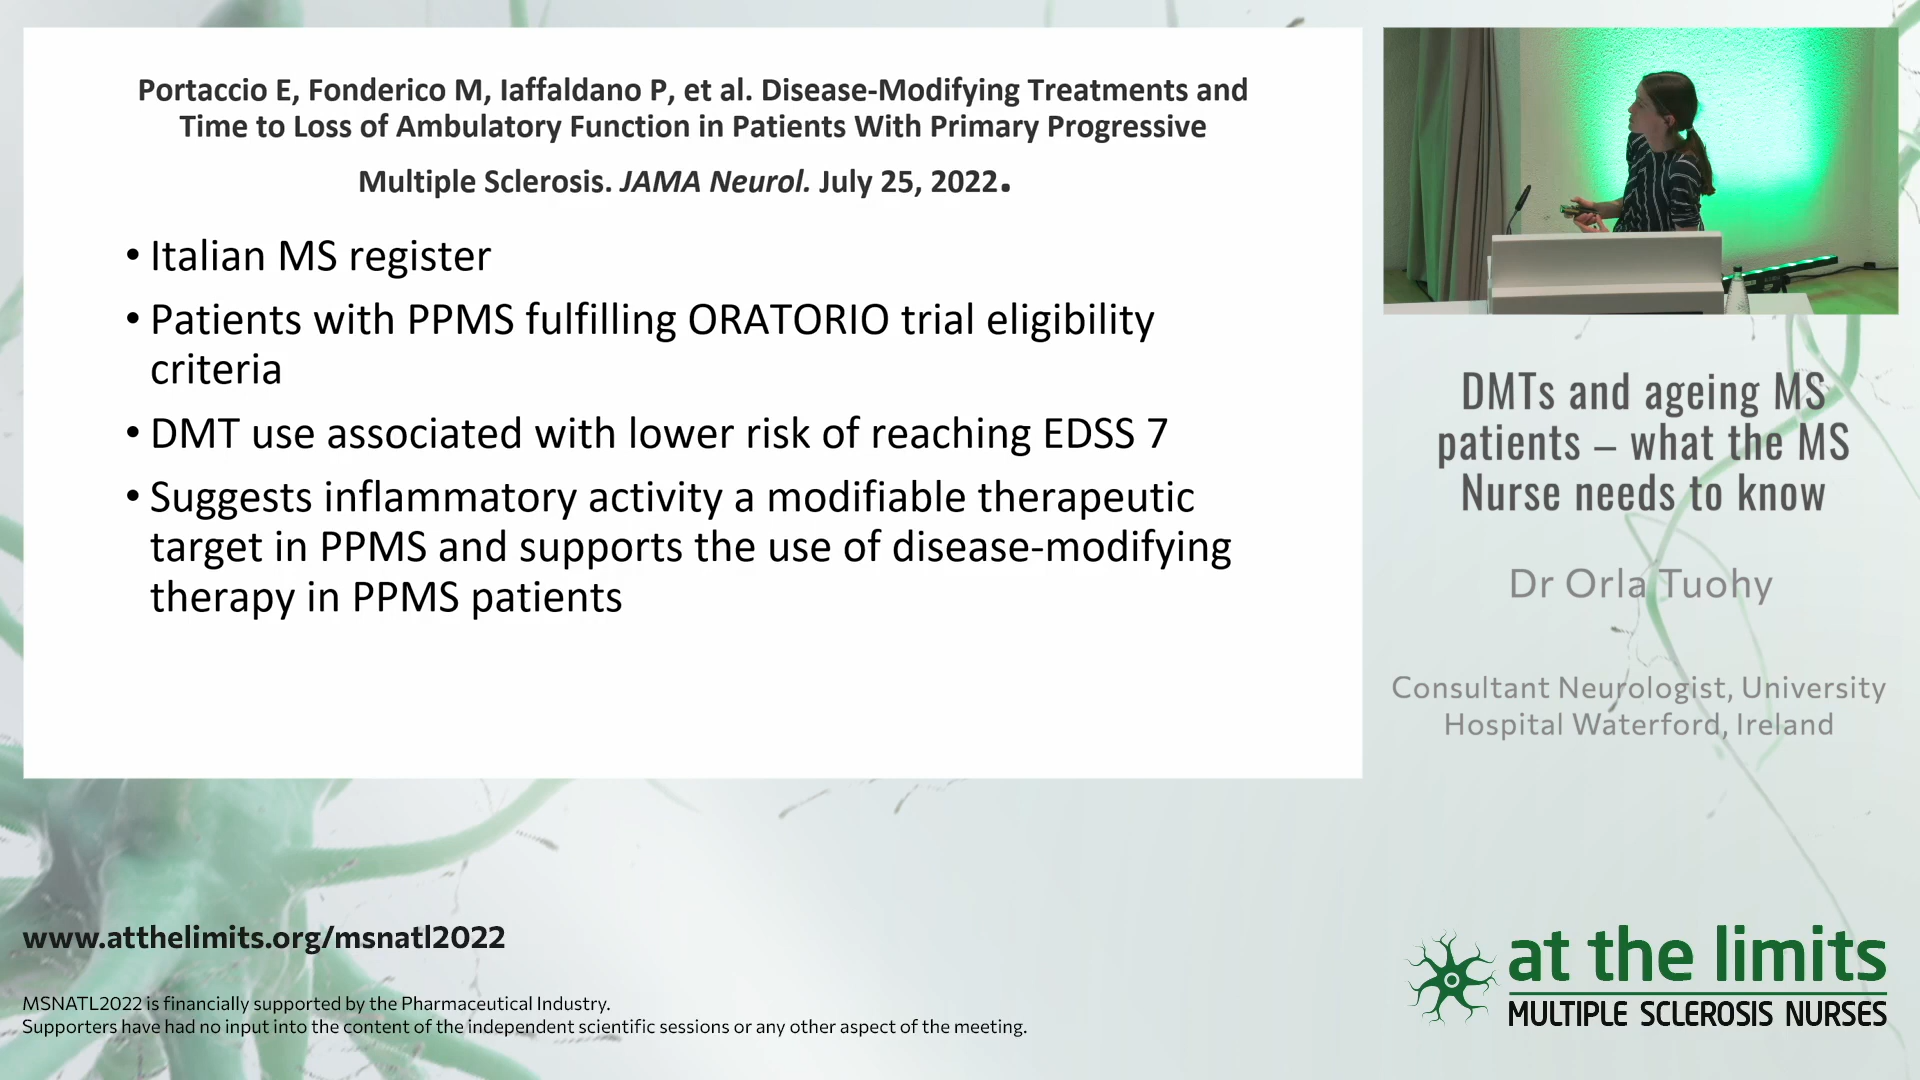 Portaccio E, Fonderico M, Iaffaldano P, et al. Disease-Modifying Treatments and
Time to Loss of Ambulatory Function in Patients With Primary Progressive
Multiple Sclerosis. JAMA Neurol. July 25, 2022.
• Italian MS register
• Patients with PPMS fulfilling ORATORIO trial eligibility
criteria
• DMT use associated with lower risk of reaching EDSS 7
• Suggests inflammatory activity a modifiable therapeutic
target in PPMS and supports the use of disease-modifying
therapy in PPMS patients
DMTs and ageing MS
patients – what the MS
Nurse needs to know
Dr Orla Tuohy
Consultant Neurologist, University
Hospital Waterford, Ireland
www.atthelimits.org/msnatl2022
MSNATL2022 is financially supported by the Pharmaceutical Industry.
Supporters have had no input into the content of the independent scientific sessions or any other aspect of the meeting.
at the limits
MULTIPLE SCLEROSIS NURSES